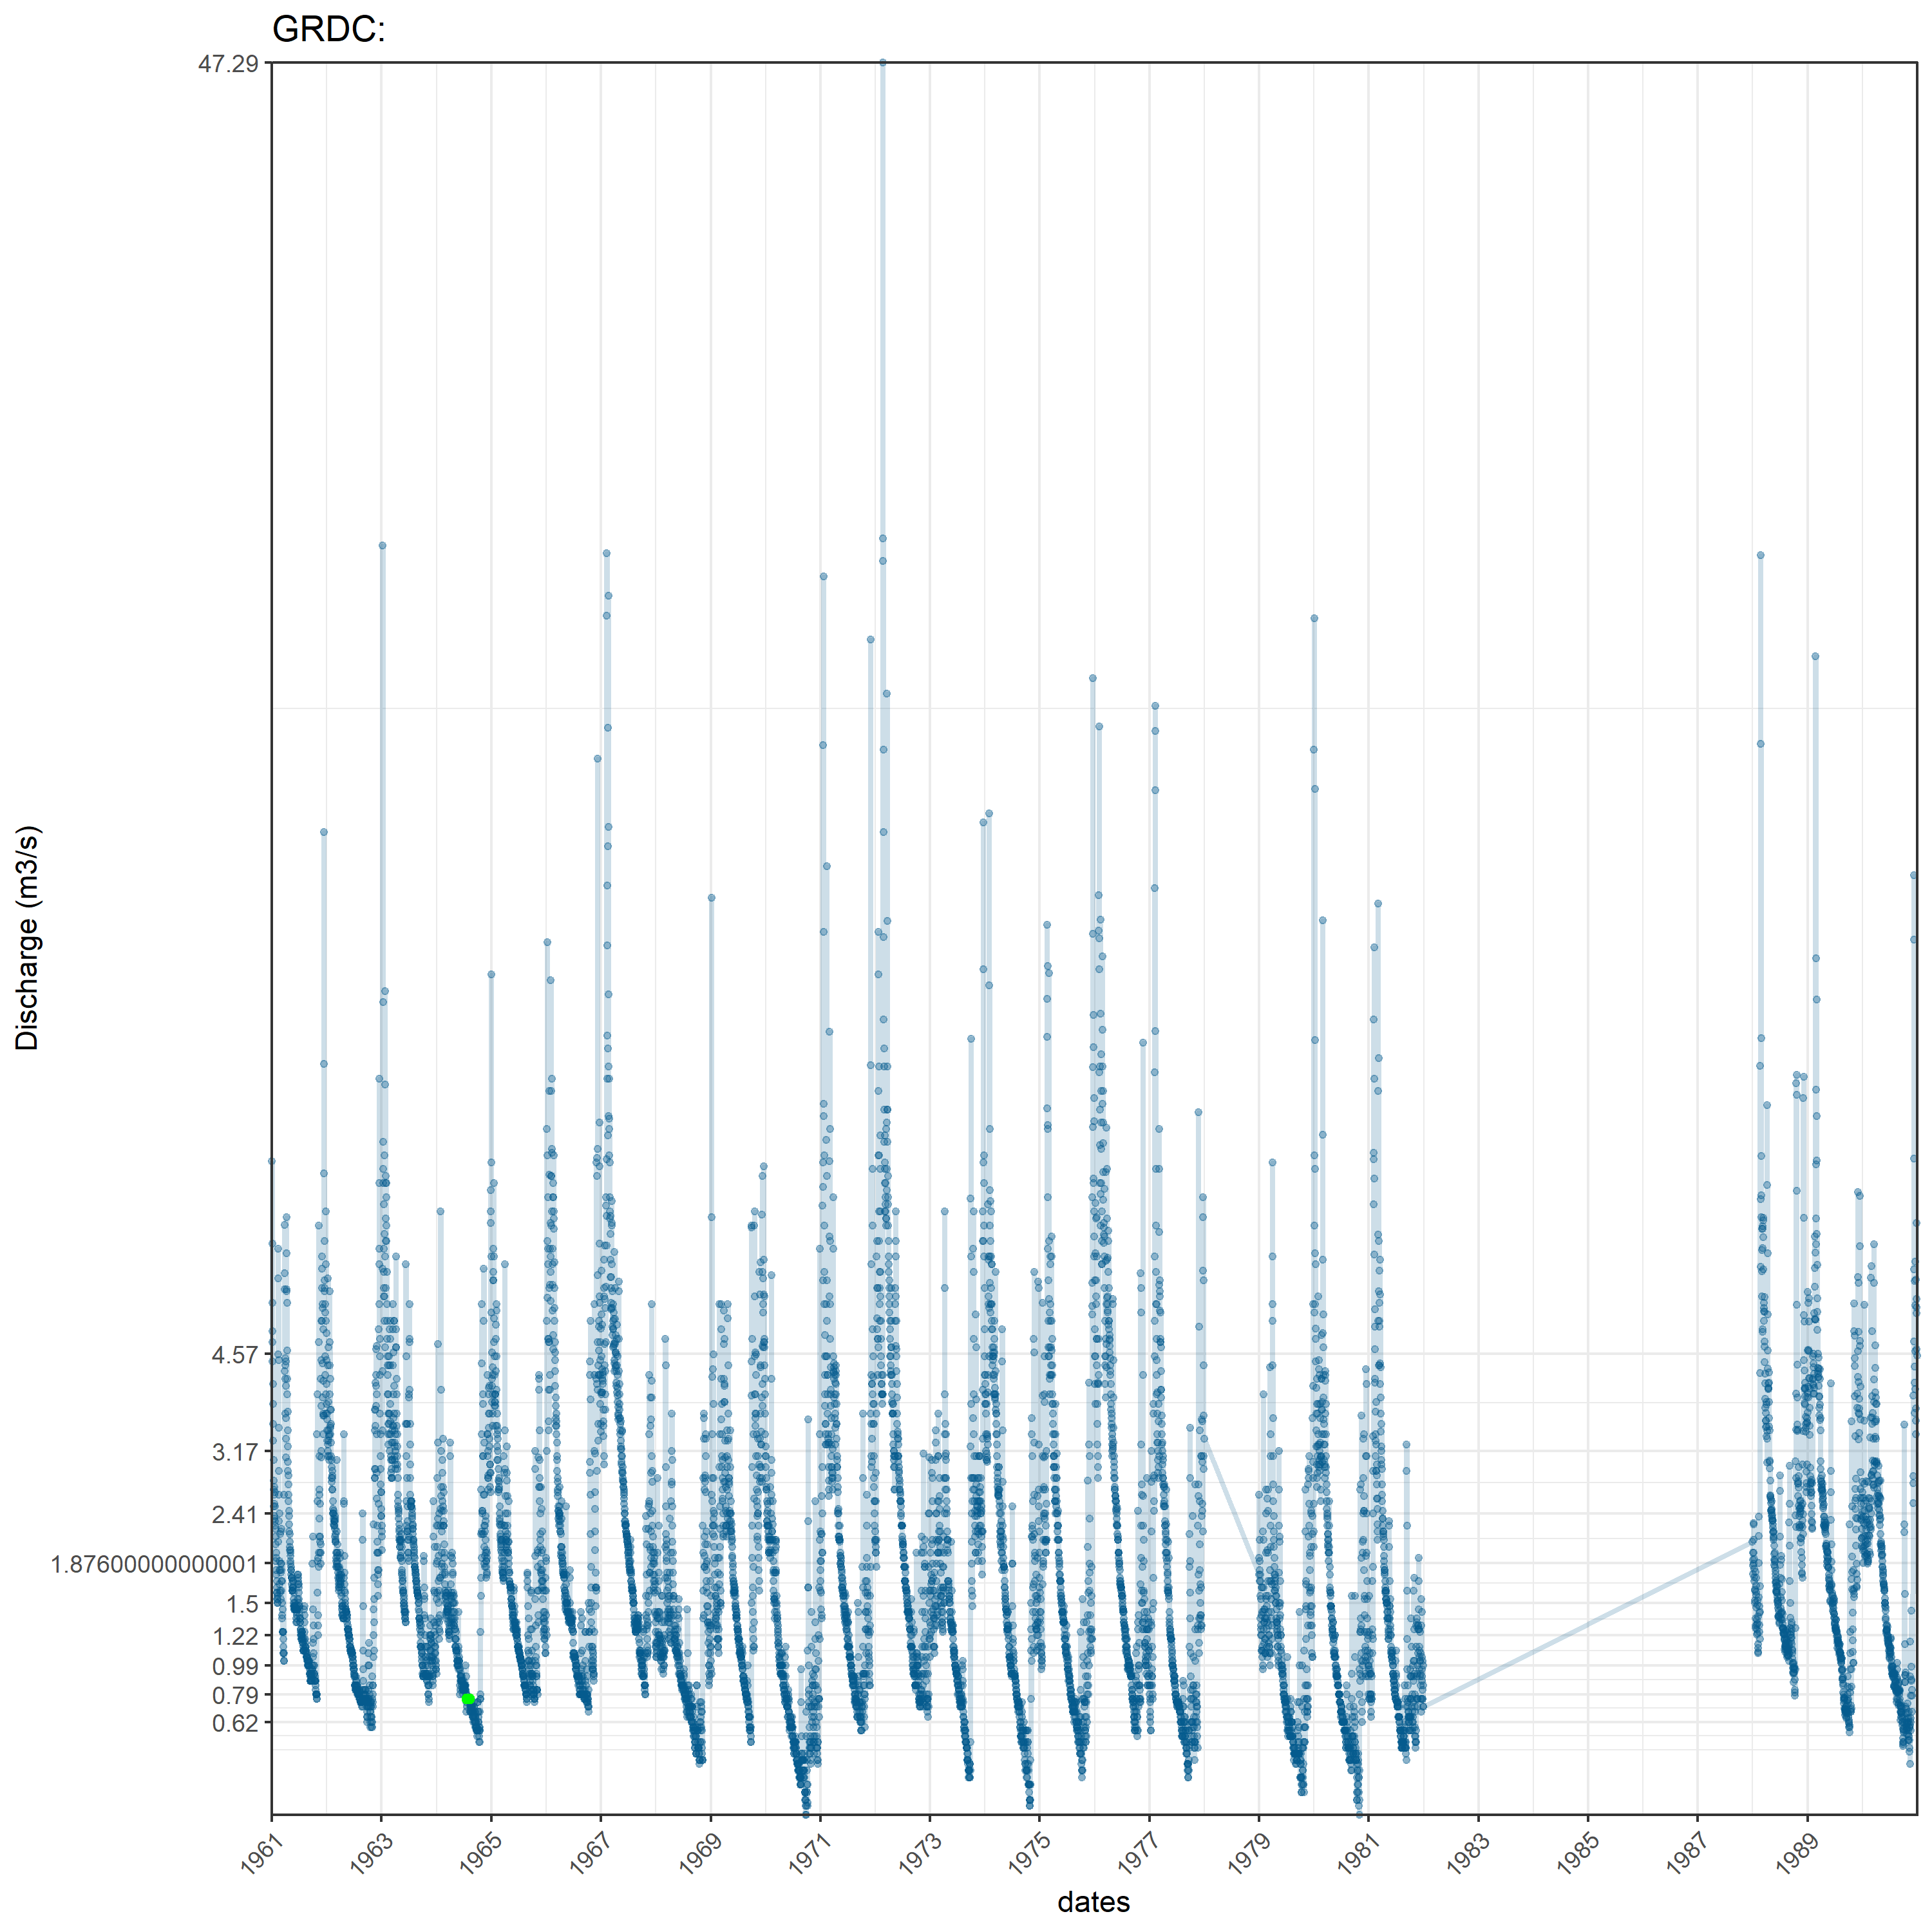 GRDC:
47.29
4.57
3.17
2.41
1.87600000000001
1.5
1.22
0.99
0.79
0.62
Discharge (m3/s)
1961 1963 1965 1967 1969 1971 1973 1975 1977 1979 1981 1983 1985 1987 1989
dates